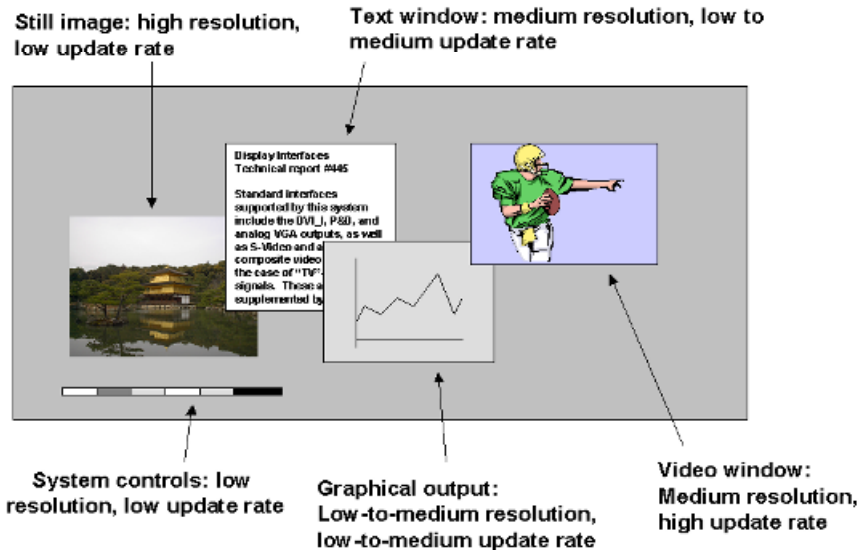 Still image: high resolution,
low update rate
Text window: medium resolution, low to
medium update rate
Display Interfaces
Technical report #445
Standard interfaces
supported by this system
include the DVI_I, P&D, and
analog VGA outputs, as well
as S-Video and a
composite video
the case of "TV"
signals. These a
supplemented by
System controls: low
resolution, low update rate
Graphical output:
Low-to-medium resolution,
low-to-medium update rate
Video window:
Medium resolution,
high update rate